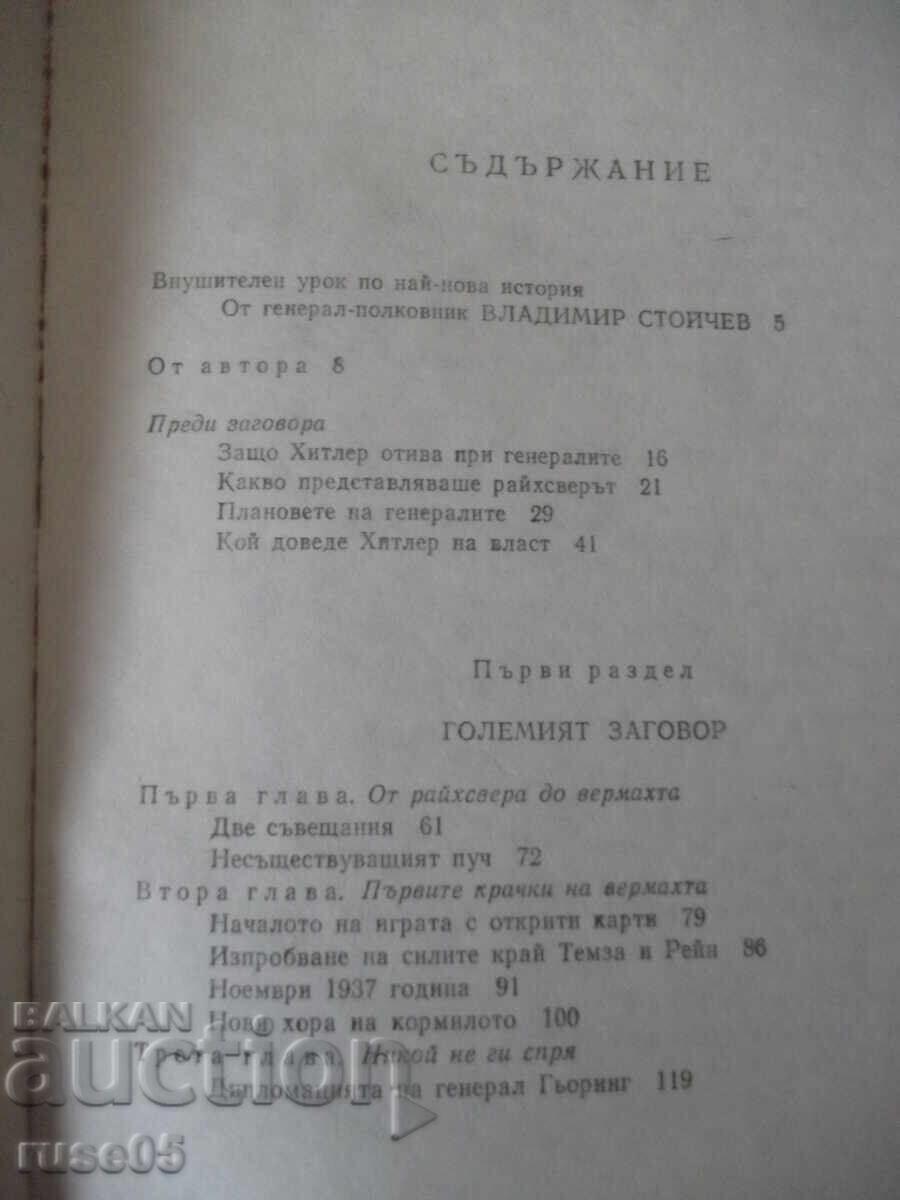 СЪДЪРЖАНИЕ
Внушителен урок по най-нова история
От генерал-полковник ВЛАДИМИР СТОЙЧЕВ 5
От автора 8
Преди заговора
Защо Хитлер отива при генералите 16
Какво представляваше райхсверът 21
Плановете на генералите 29
Кой доведе Хитлер на власт 41
Първи раздел
ГОЛЕМИЯТ ЗАГОВОР
Първа глава. От райхсвера до вермахта
Две съвещания 61
Несъществуващият пуч 72
Втора глава. Първите крачки на вермахта
Началото на играта с открити карти 79
Изпробване на силите край Темза и Рейн 86
Ноември 1937 година 91
Нови хора на кормилото 100
Трета глава. Никой не ги спря
Дипломацията на генерал Гьоринг 119
BALKAN
auction
ruse05